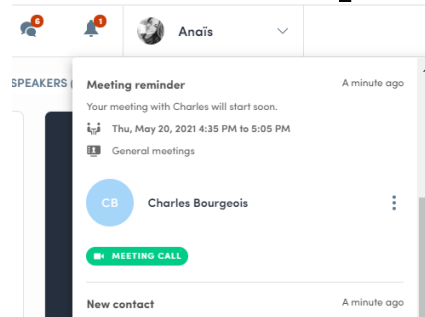 6
1
Anaïs
SPEAKERS (
Meeting reminder
A minute ago
Your meeting with Charles will start soon.
Thu, May 20, 2021 4:35 PM to 5:05 PM
General meetings
CB
Charles Bourgeois
MEETING CALL
New contact
A minute ago